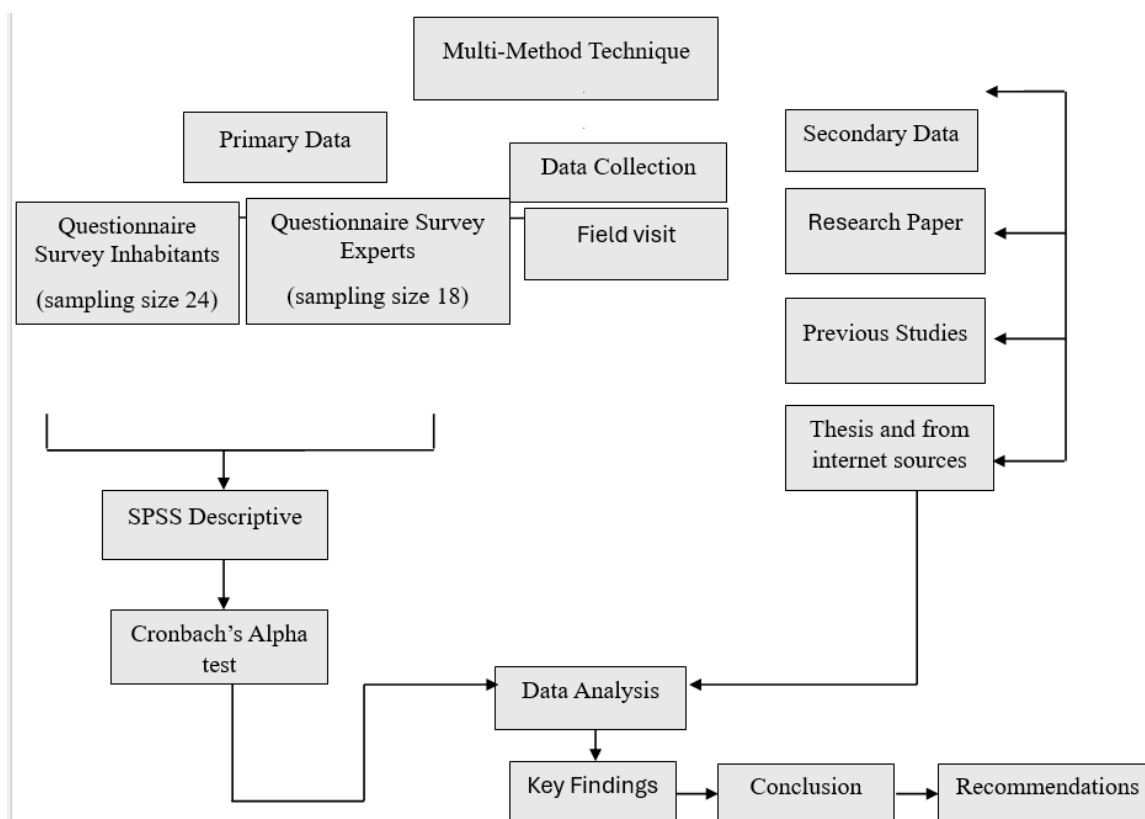 Multi-Method Technique
Primary Data
Data Collection
Secondary Data
Questionnaire
Survey Inhabitants
(sampling size 24)
Questionnaire Survey
Experts
(sampling size 18)
Field visit
Research Paper
Previous Studies
Thesis and from
internet sources
SPSS Descriptive
Cronbach’s Alpha
test
Data Analysis
Key Findings
Conclusion
Recommendations